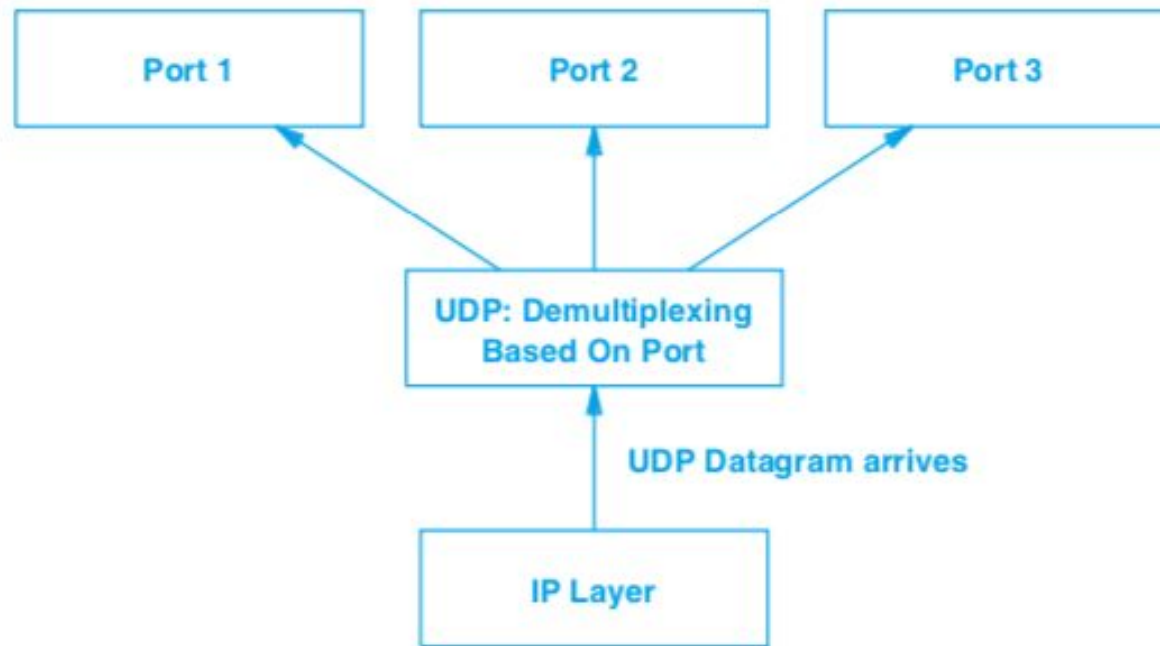 Port 1
Port 2
Port 3
UDP: Demultiplexing
Based On Port
UDP Datagram arrives
IP Layer